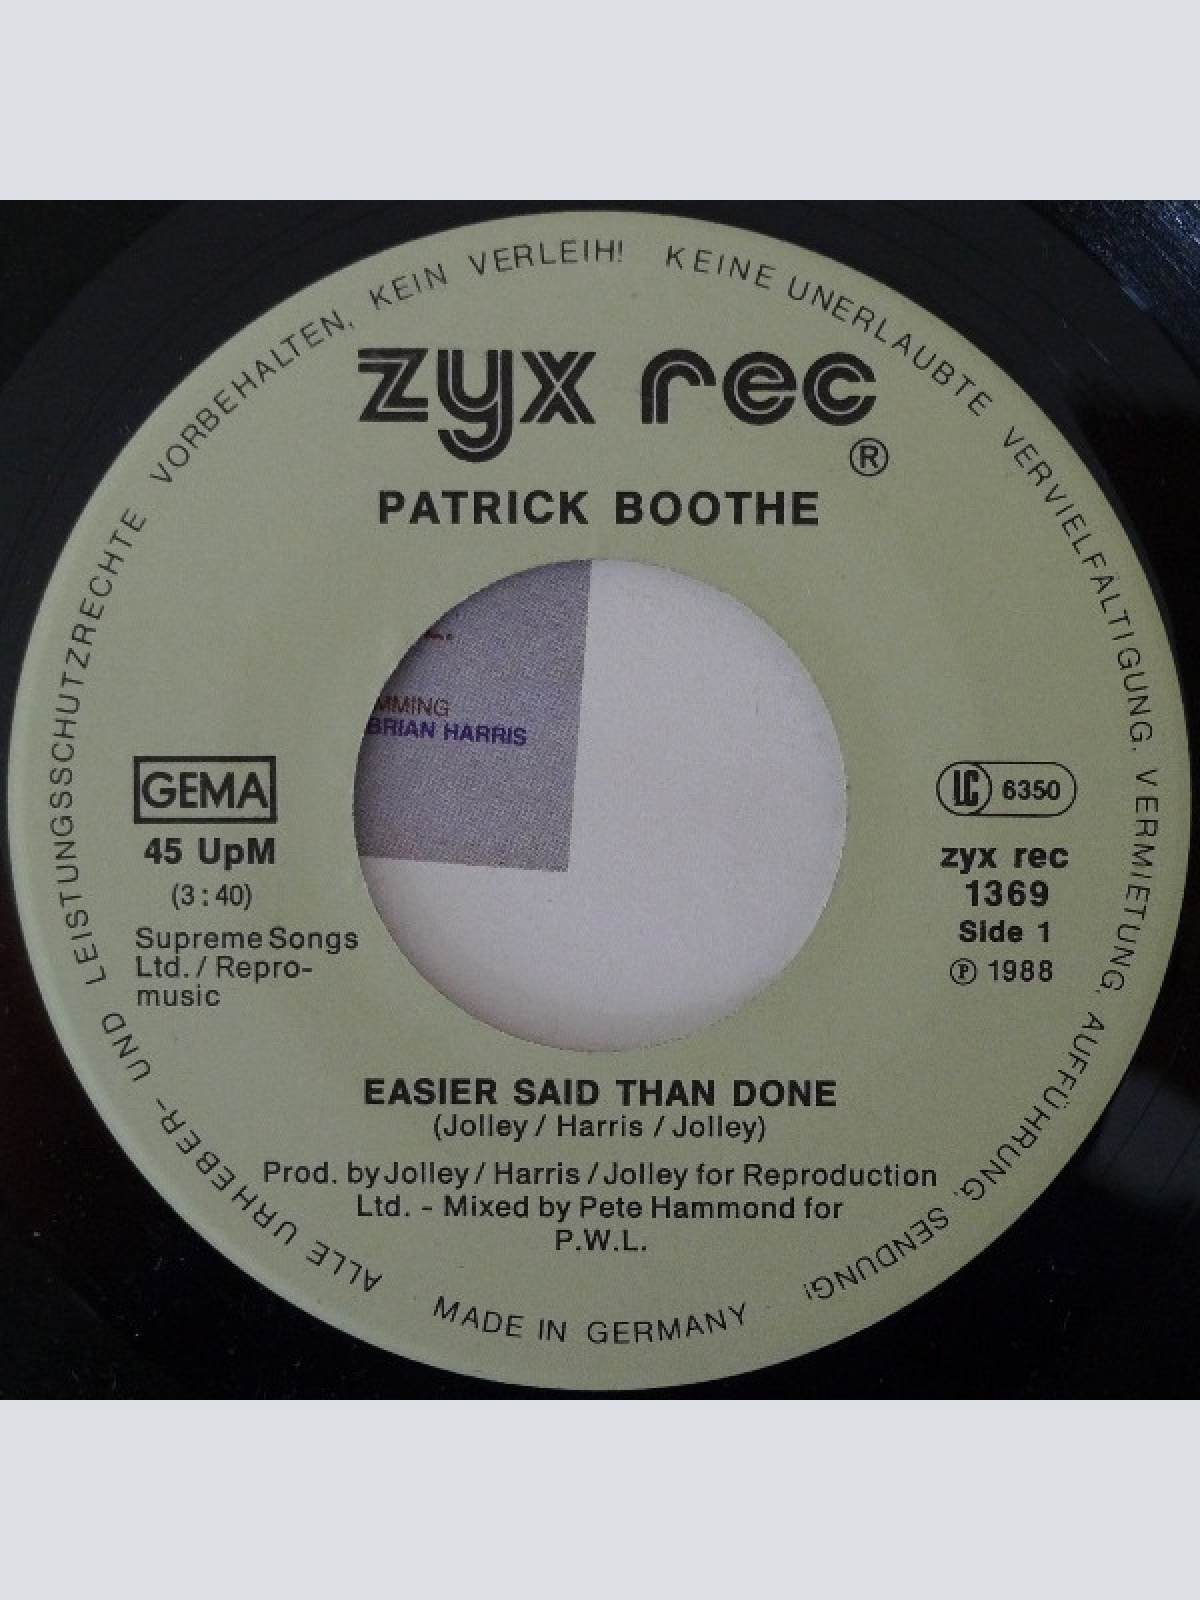 zyx rec
®
PATRICK BOOTHE
MMING
BRIAN HARRIS
GEMA
45 UpM
(3:40)
Supreme Songs
Ltd. / Repro-
music
LC 6350
zyx rec
1369
Side 1
℗ 1988
EASIER SAID THAN DONE
(Jolley / Harris / Jolley)
Prod. by Jolley / Harris / Jolley for Reproduction
Ltd. - Mixed by Pete Hammond for
P.W.L.
ALLE URHEBER- UND LEISTUNGSSCHUTZRECHTE VORBEHALTEN, KEIN VERLEIH! KEINE UNERLAUBTE VERVIELFÄLTIGUNG, VERMIETUNG, AUFFÜHRUNG, SENDUNG!
MADE IN GERMANY